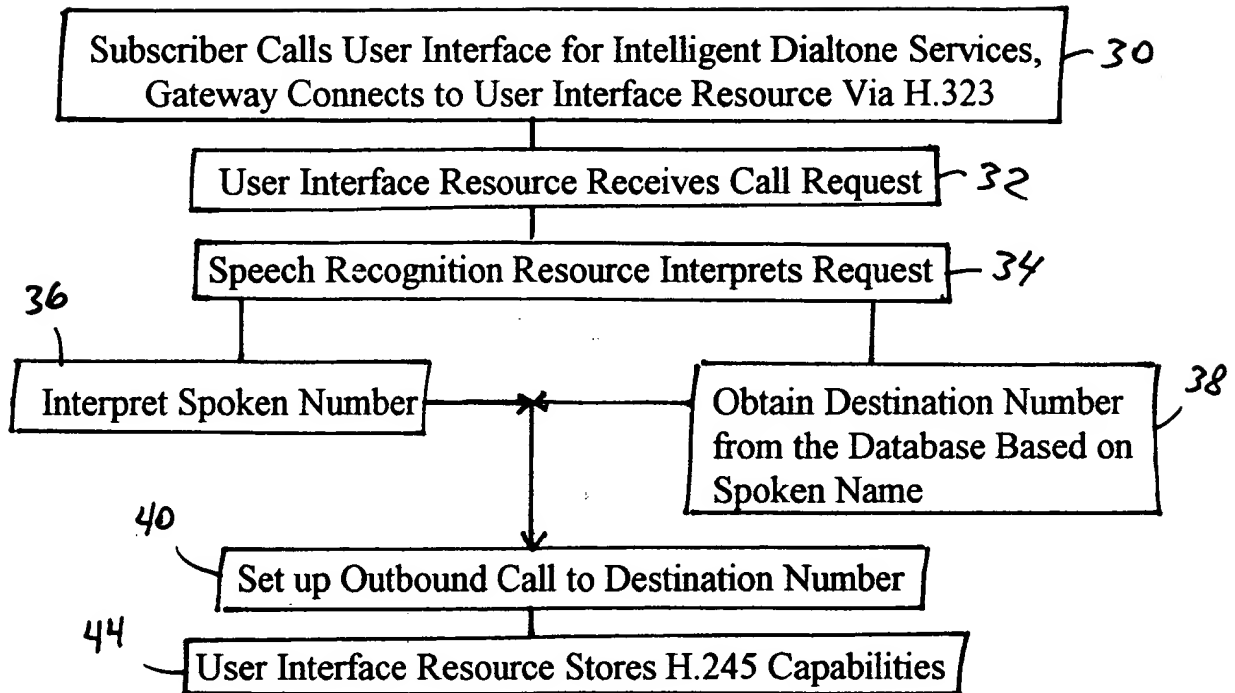 Subscriber Calls User Interface for Intelligent Dialtone Services,
Gateway Connects to User Interface Resource Via H.323
30
User Interface Resource Receives Call Request
32
Speech Recognition Resource Interprets Request
34
36
Interpret Spoken Number
38
Obtain Destination Number
from the Database Based on
Spoken Name
40
Set up Outbound Call to Destination Number
44
User Interface Resource Stores H.245 Capabilities